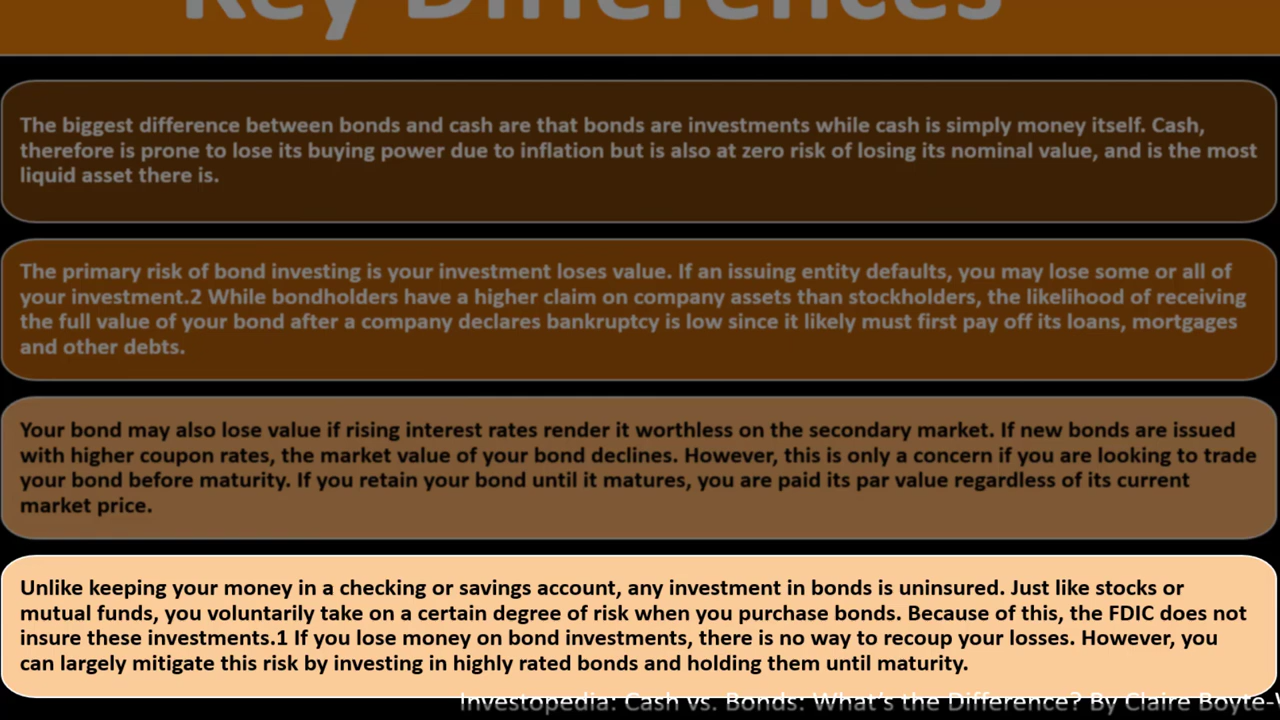 Key Differences
The biggest difference between bonds and cash are that bonds are investments while cash is simply money itself. Cash,
therefore is prone to lose its buying power due to inflation but is also at zero risk of losing its nominal value, and is the most
liquid asset there is.
The primary risk of bond investing is your investment loses value. If an issuing entity defaults, you may lose some or all of
your investment.2 While bondholders have a higher claim on company assets than stockholders, the likelihood of receiving
the full value of your bond after a company declares bankruptcy is low since it likely must first pay off its loans, mortgages
and other debts.
Your bond may also lose value if rising interest rates render it worthless on the secondary market. If new bonds are issued
with higher coupon rates, the market value of your bond declines. However, this is only a concern if you are looking to trade
your bond before maturity. If you retain your bond until it matures, you are paid its par value regardless of its current
market price.
Unlike keeping your money in a checking or savings account, any investment in bonds is uninsured. Just like stocks or
mutual funds, you voluntarily take on a certain degree of risk when you purchase bonds. Because of this, the FDIC does not
insure these investments.1 If you lose money on bond investments, there is no way to recoup your losses. However, you
can largely mitigate this risk by investing in highly rated bonds and holding them until maturity.
Investopedia: Cash vs. Bonds: What's the Difference? By Claire Boyte-